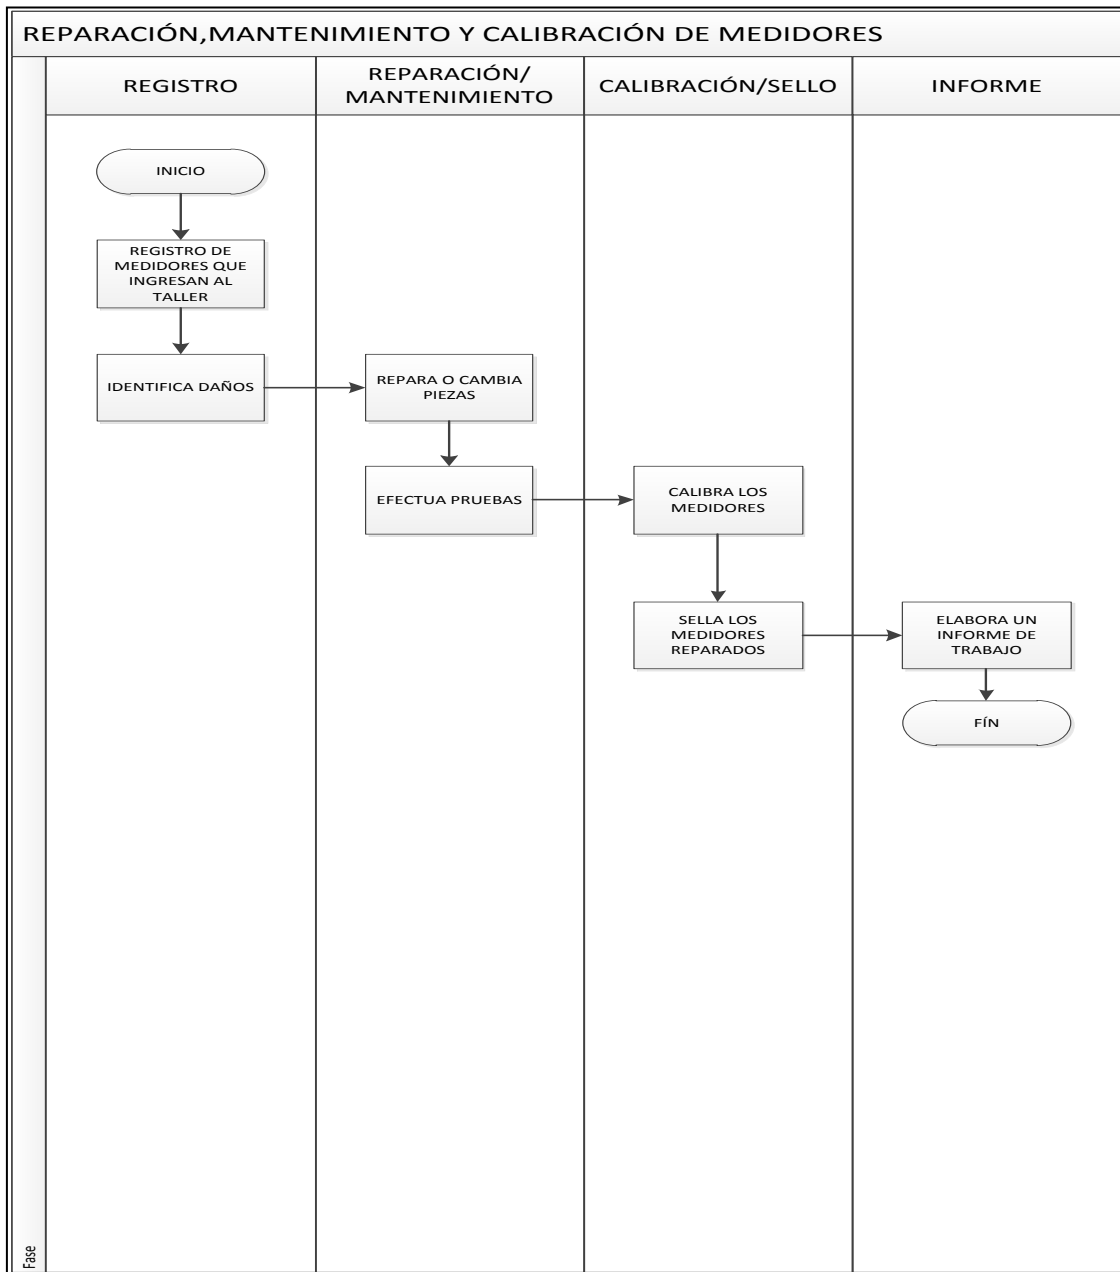 REPARACIÓN,MANTENIMIENTO Y CALIBRACIÓN DE MEDIDORES
REGISTRO
REPARACIÓN/
MANTENIMIENTO
CALIBRACIÓN/SELLO
INFORME
INICIO
REGISTRO DE
MEDIDORES QUE
INGRESAN AL
TALLER
IDENTIFICA DAÑOS
REPARA O CAMBIA
PIEZAS
EFECTUA PRUEBAS
CALIBRA LOS
MEDIDORES
SELLA LOS
MEDIDORES
REPARADOS
ELABORA UN
INFORME DE
TRABAJO
FÍN
Fase